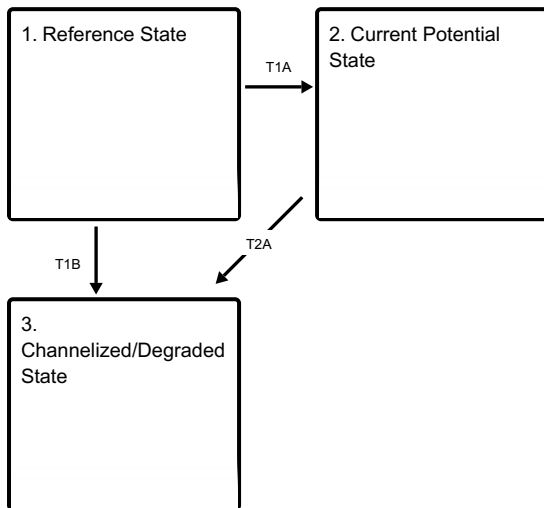 1. Reference State
2. Current Potential
State
T1A
T1B
T2A
3.
Channelized/Degraded
State